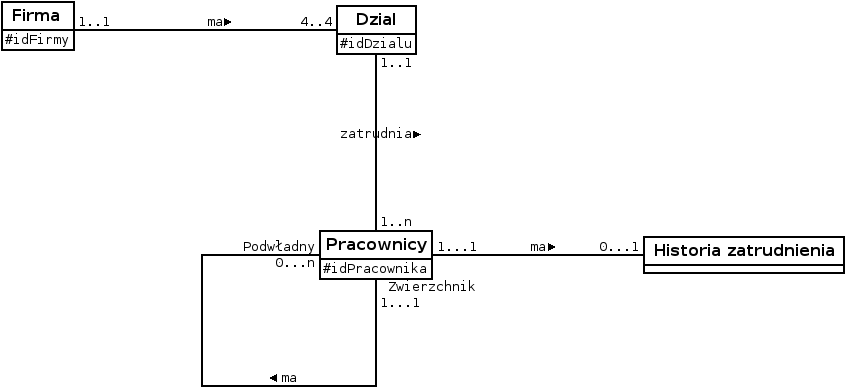 Firma
#idFirmy
1..1
ma
4..4
Dzial
#idDzialu
1..1
zatrudnia
1..n
Podwładny
0...n
Pracownicy
#idPracownika
1...1
ma
0...1
Historia zatrudnienia
Zwierzchnik
1...1
ma